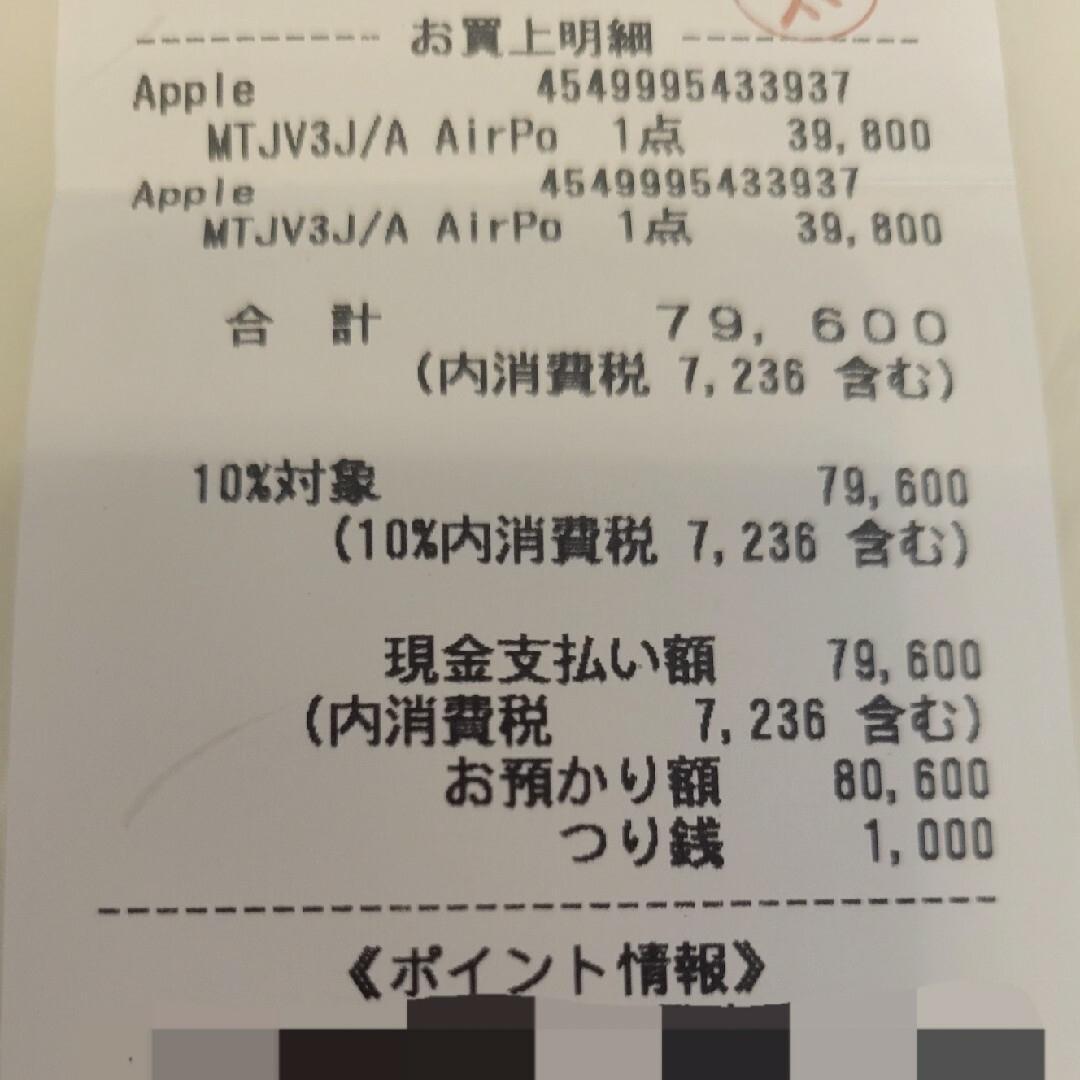 お買上明細
Apple 4549995433937
MTJV3J/A AirPo 1点 39,800
Apple 4549995433937
MTJV3J/A AirPo 1点 39,800
合 計 79,600
(内消費税 7,236 含む)
10%対象 79,600
(10%内消費税 7,236 含む)
現金支払い額 79,600
(内消費税 7,236 含む)
お預かり額 80,600
つり銭 1,000
《ポイント情報》